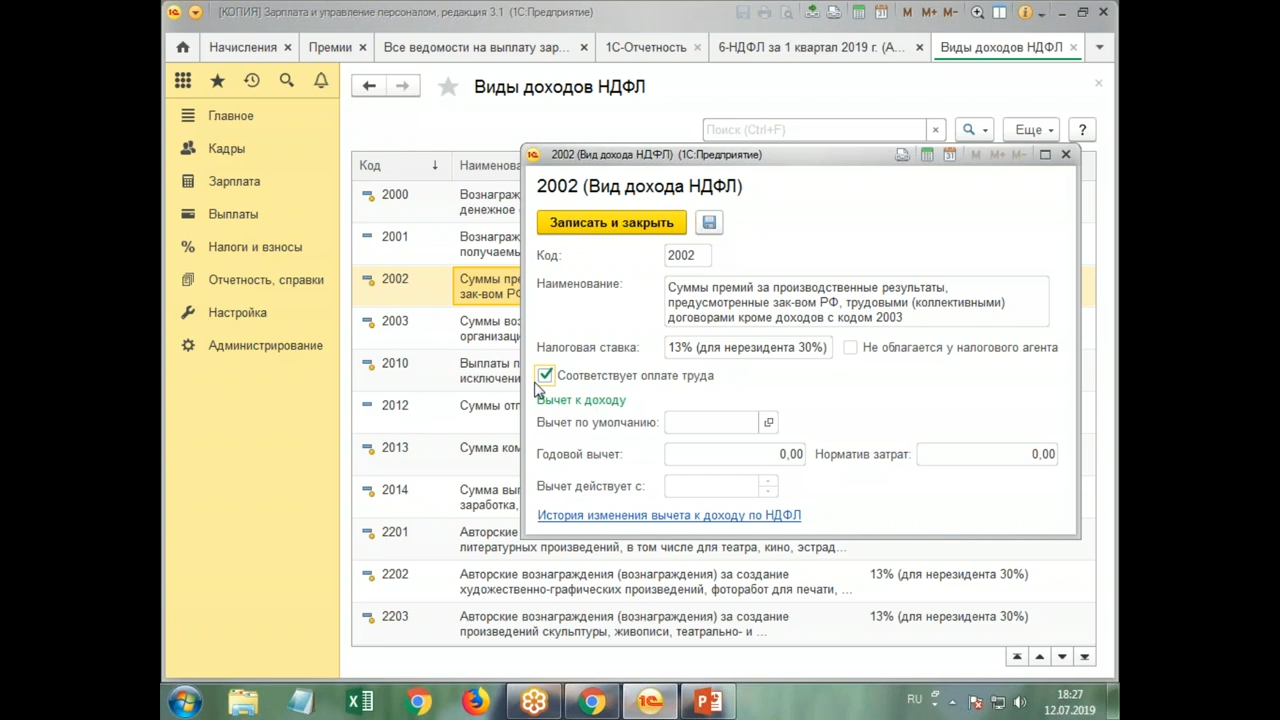 [КОПИЯ] Зарплата и управление персоналом, редакция 3.1 (1С:Предприятие)
M M+ M-
Начисления × Премии × Все ведомости на выплату зар... × 1С-Отчетность × 6-НДФЛ за 1 квартал 2019 г. (А... × Виды доходов НДФЛ ×
Главное
Кадры
Зарплата
Выплаты
Налоги и взносы
Отчетность, справки
Настройка
Администрирование
Виды доходов НДФЛ
Поиск (Ctrl+F) × Еще ?
Код ↓ Наименова
2000 Вознаграж
денежное
2001 Вознаграж
получаемы
2002 Суммы пре
зак-вом РФ
2003 Суммы воз
организаци
2010 Выплаты п
исключени
2012 Суммы отп
2013 Сумма ком
2014 Сумма вып
заработка,
2201 Авторские
литературных произведений, в том числе для театра, кино, эстрад...
2202 Авторские вознаграждения (вознаграждения) за создание 13% (для нерезидента 30%)
художественно-графических произведений, фоторабот для печати, ...
2203 Авторские вознаграждения (вознаграждения) за создание 13% (для нерезидента 30%)
произведений скульптуры, живописи, театрально- и ...
2002 (Вид дохода НДФЛ) (1С:Предприятие)
M M+ M-
2002 (Вид дохода НДФЛ)
Записать и закрыть
Код: 2002
Наименование: Суммы премий за производственные результаты,
предусмотренные зак-вом РФ, трудовыми (коллективными)
договорами кроме доходов с кодом 2003
Налоговая ставка: 13% (для нерезидента 30%) Не облагается у налогового агента
Соответствует оплате труда
Вычет к доходу
Вычет по умолчанию:
Годовой вычет: 0,00 Норматив затрат: 0,00
Вычет действует с:
История изменения вычета к доходу по НДФЛ
RU 18:27
12.07.2019